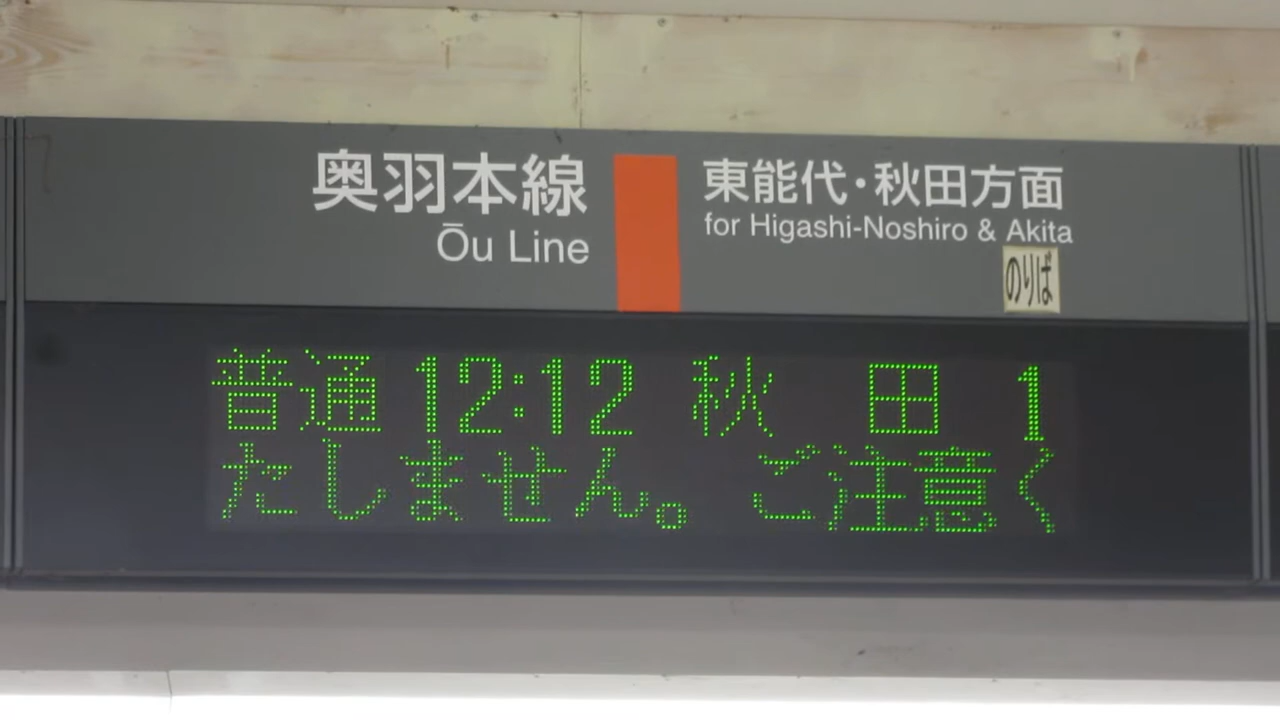 奥羽本線
Ōu Line
東能代・秋田方面
for Higashi-Noshiro & Akita
のりば
普通 12:12 秋 田 1
たしません。 ご注意く